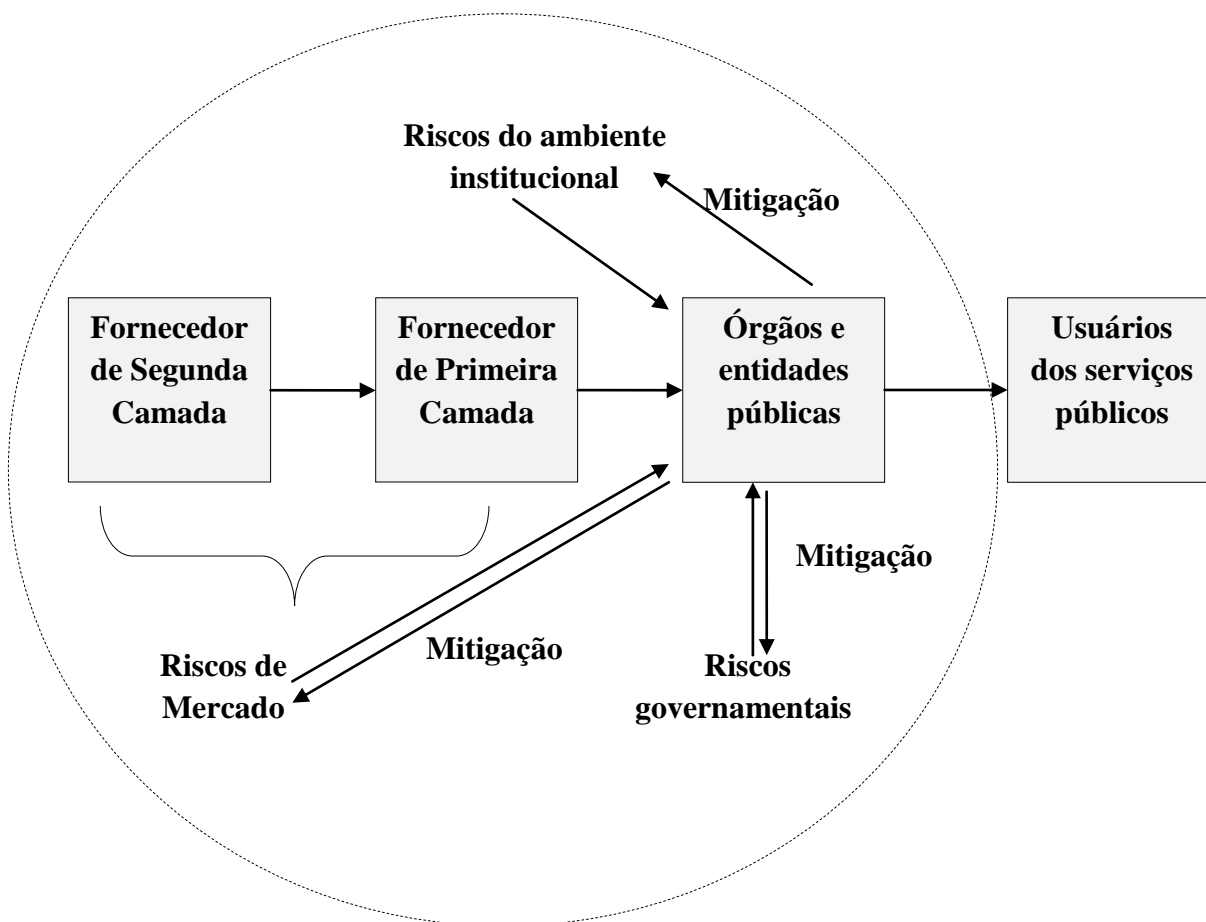 Riscos do ambiente
institucional
Mitigação
Fornecedor
de Segunda
Camada
Fornecedor
de Primeira
Camada
Órgãos e
entidades
públicas
Usuários
dos serviços
públicos
Mitigação
Mitigação
Riscos de
Mercado
Riscos
governamentais